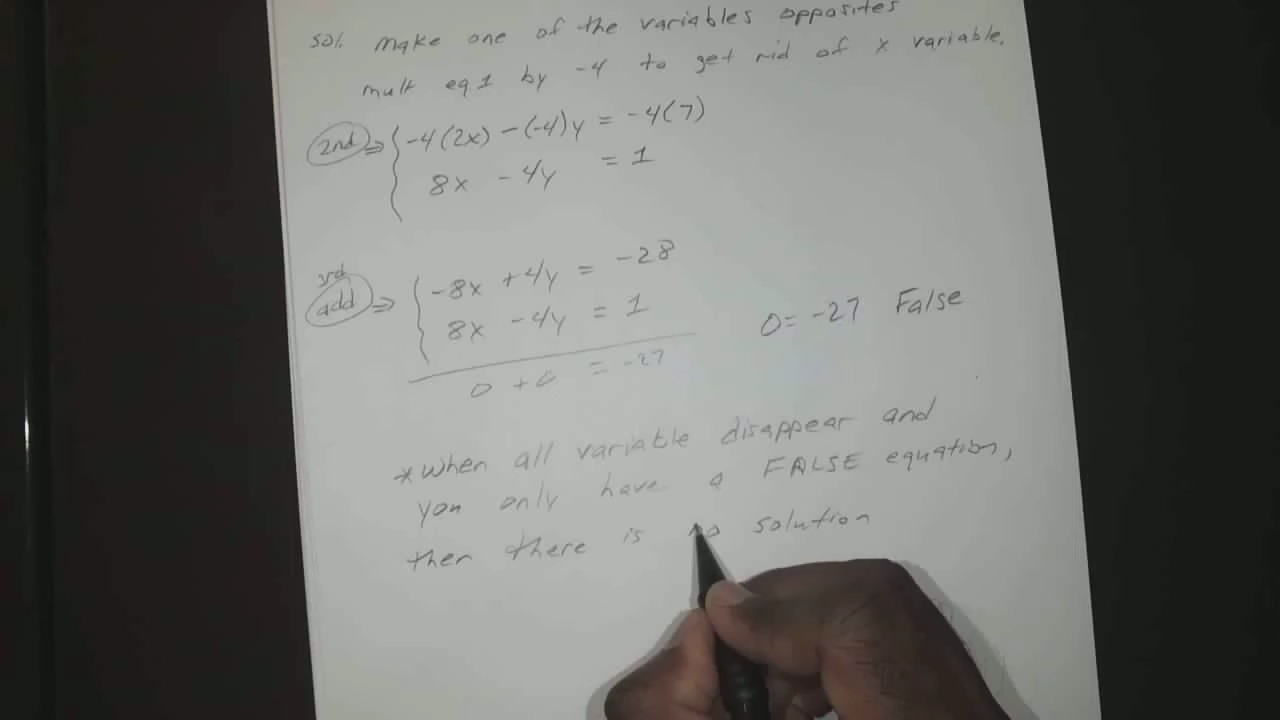 sol. make one of the variables opposites
mult eq.1 by -4 to get rid of x variable.
2nd ⇒ { -4(2x) - (-4)y = -4(7)
8x - 4y = 1
3rd
add ⇒ { -8x + 4y = -28
8x - 4y = 1
0 + 0 = -27
0 = -27 False
* When all variable disappear and
you only have a FALSE equation,
then there is no solution